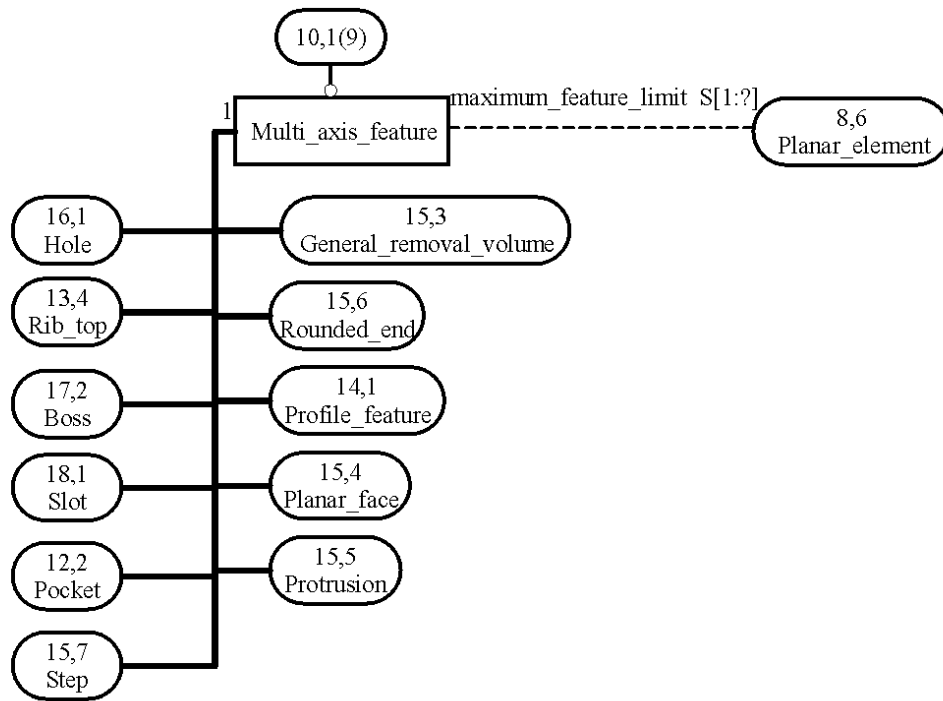 10,1(9)
1
Multi_axis_feature
maximum_feature_limit S[1:?]
8,6
Planar_element
16,1
Hole
15,3
General_removal_volume
13,4
Rib_top
15,6
Rounded_end
17,2
Boss
14,1
Profile_feature
18,1
Slot
15,4
Planar_face
12,2
Pocket
15,5
Protrusion
15,7
Step